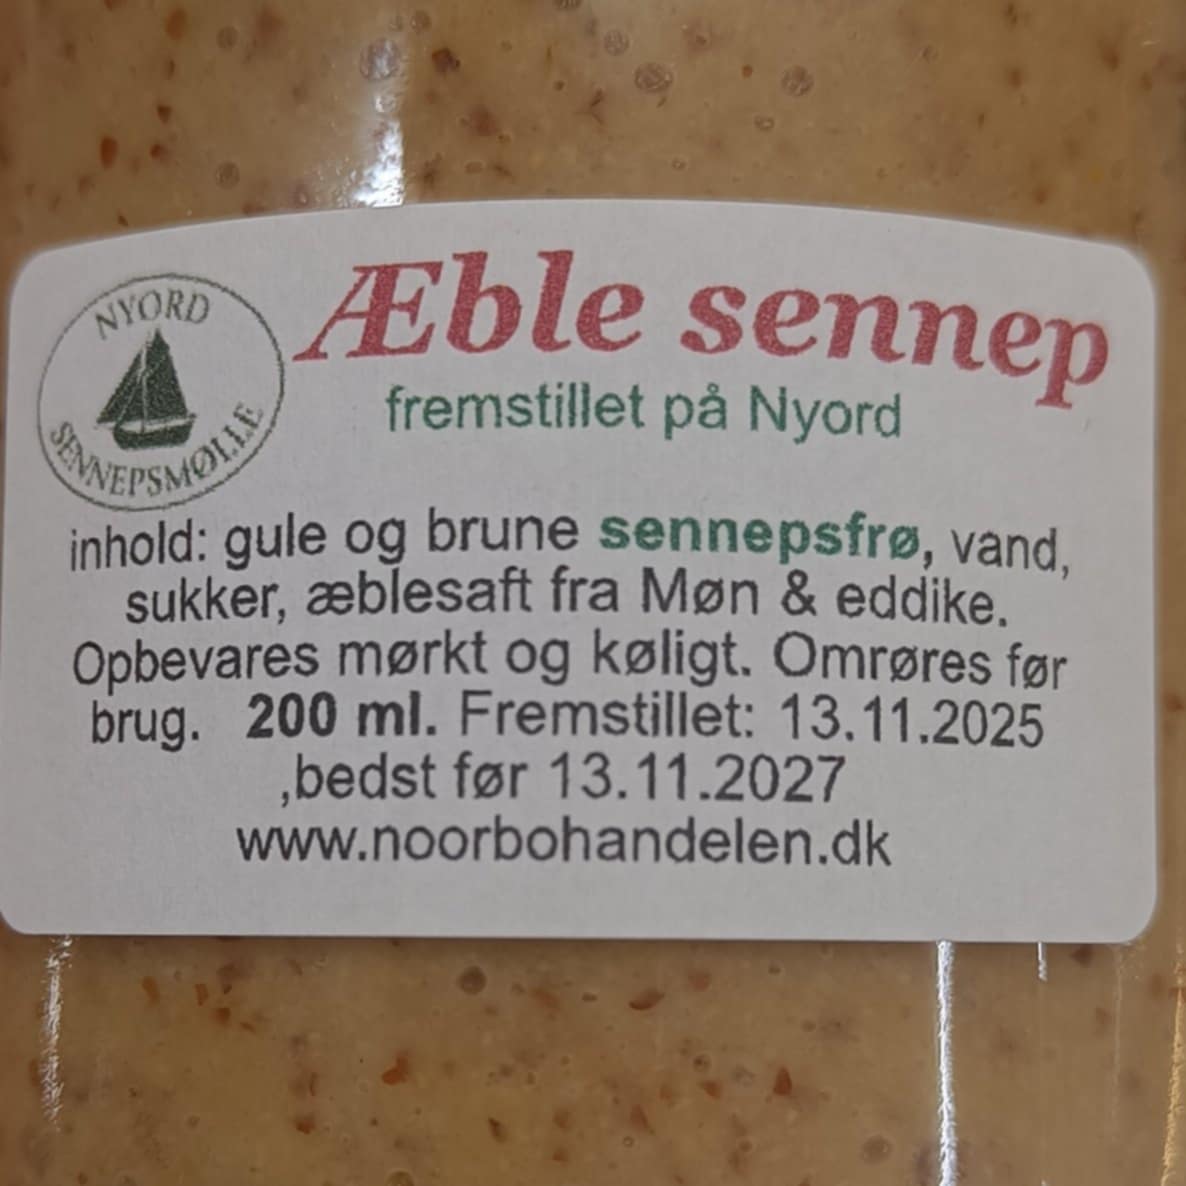 NYORD
SENNEPSMØLLE
Æble sennep
fremstillet på Nyord
inhold: gule og brune sennepsfrø, vand,
sukker, æblesaft fra Møn & eddike.
Opbevares mørkt og køligt. Omrøres før
brug. 200 ml. Fremstillet: 13.11.2025
,bedst før 13.11.2027
www.noorbohandelen.dk